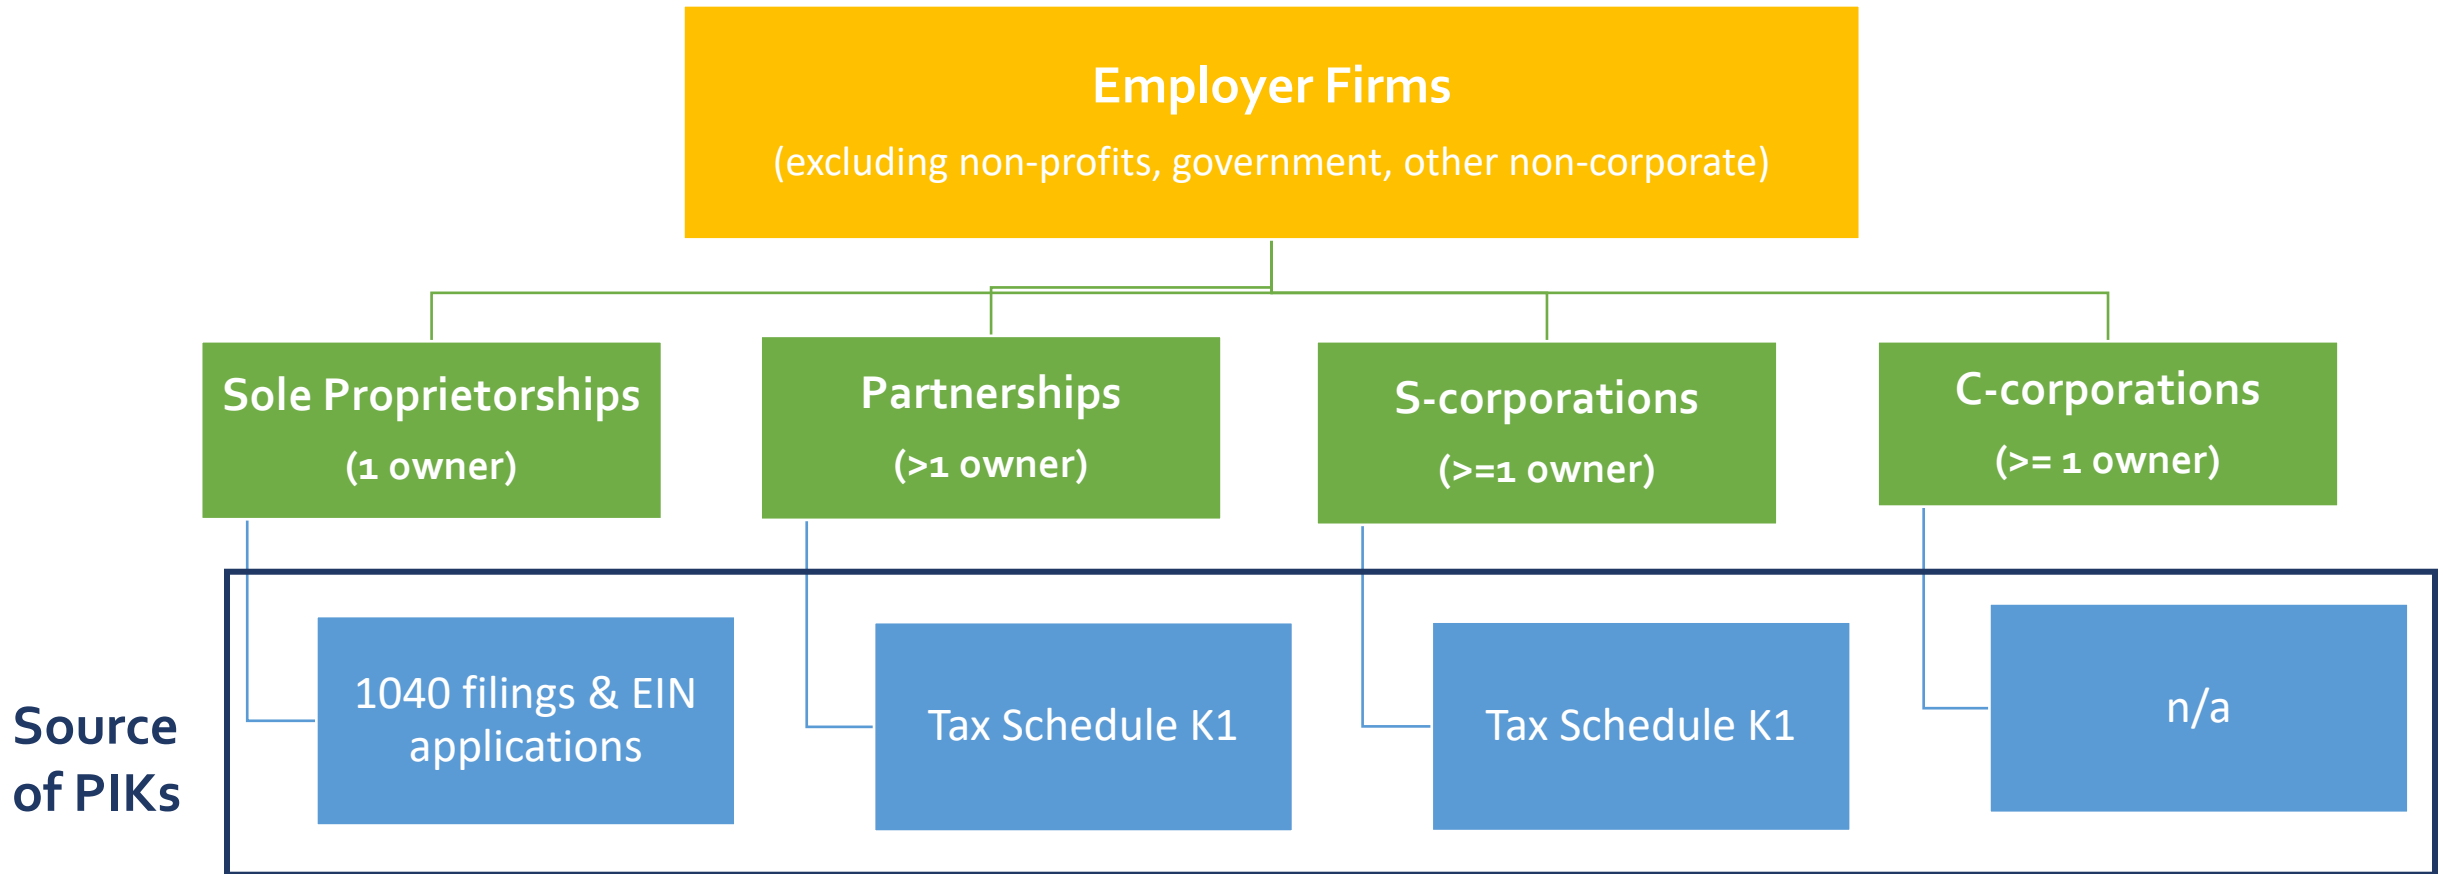 Employer Firms
(excluding non-profits, government, other non-corporate)
Sole Proprietorships
(1 owner)
Partnerships
(>1 owner)
S-corporations
(>=1 owner)
C-corporations
(>= 1 owner)
Source
of PIKs
1040 filings & EIN
applications
Tax Schedule K1
Tax Schedule K1
n/a